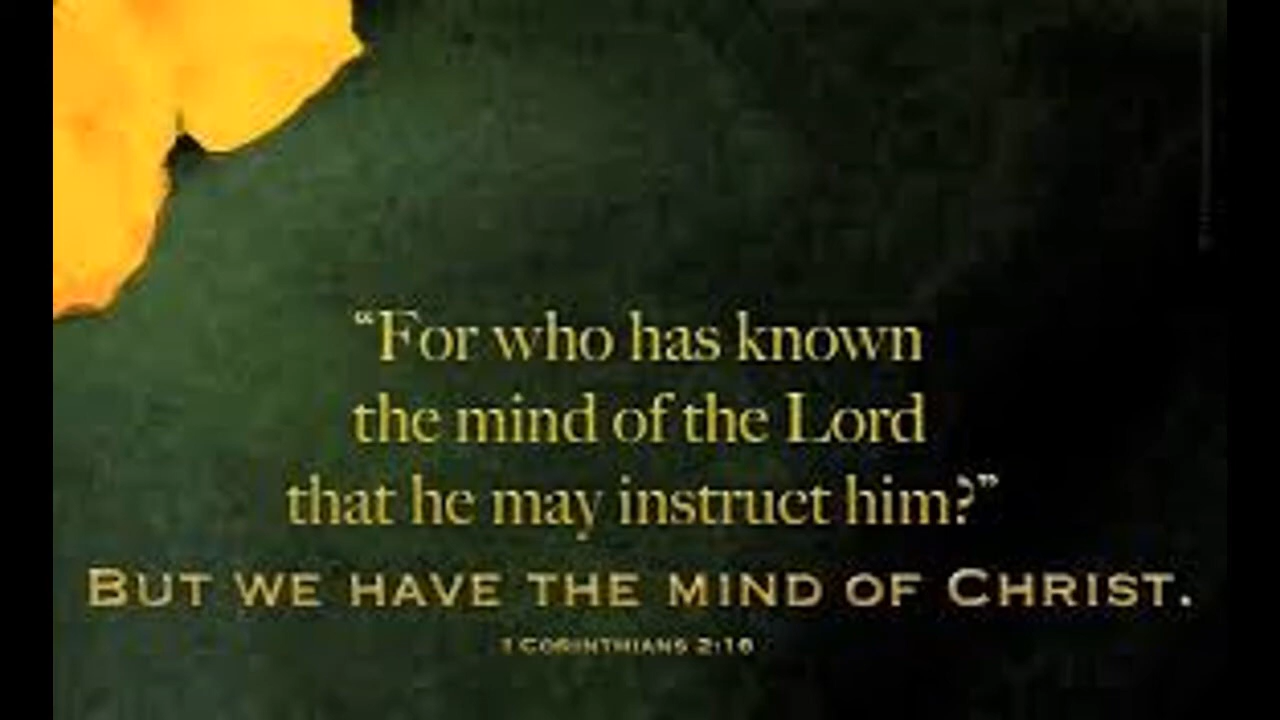 “For who has known
the mind of the Lord
that he may instruct him?”
BUT WE HAVE THE MIND OF CHRIST.
1 CORINTHIANS 2:16